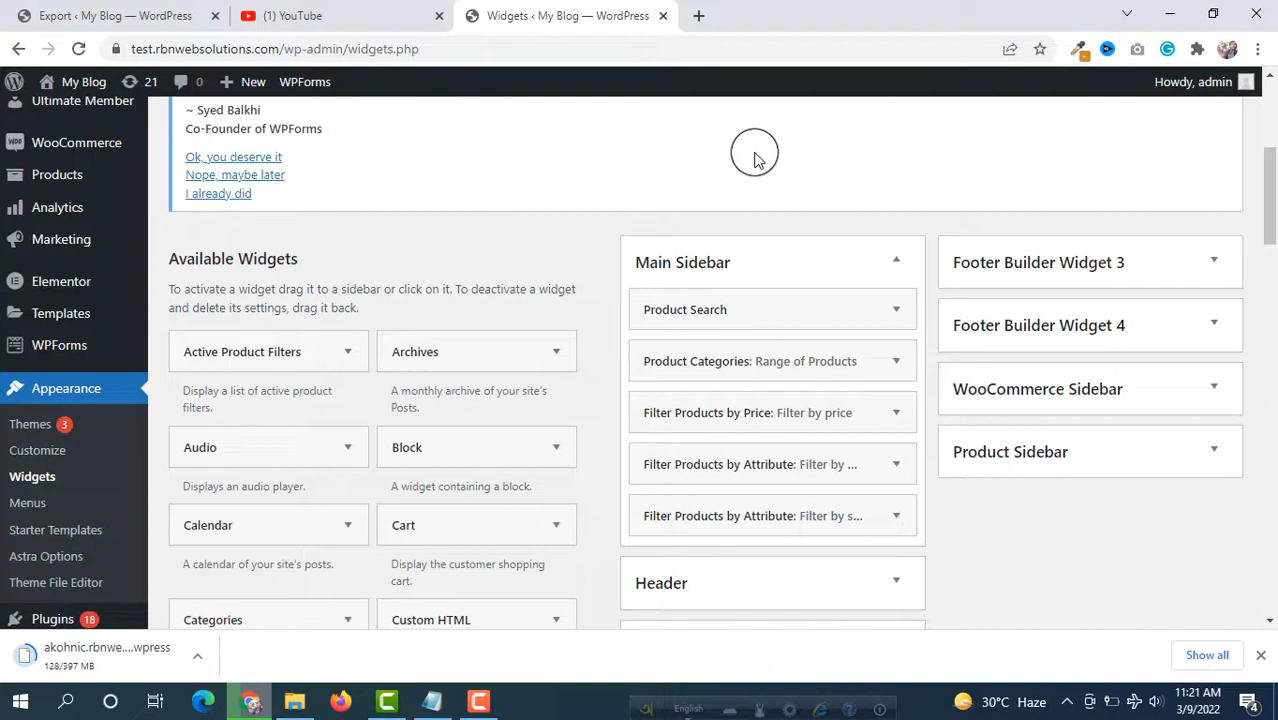 Export ‹ My Blog — WordPress
(1) YouTube
Widgets ‹ My Blog — WordPress
test.rbnwebsolutions.com/wp-admin/widgets.php
My Blog
21
0
New
WPForms
Howdy, admin
Ultimate Member
WooCommerce
Products
Analytics
Marketing
Elementor
Templates
WPForms
Appearance
Themes 3
Customize
Widgets
Menus
Starter Templates
Astra Options
Theme File Editor
Plugins 18
~ Syed Balkhi
Co-Founder of WPForms
Ok, you deserve it
Nope, maybe later
I already did
Available Widgets
To activate a widget drag it to a sidebar or click on it. To deactivate a widget
and delete its settings, drag it back.
Active Product Filters
Display a list of active product
filters.
Archives
A monthly archive of your site's
Posts.
Audio
Displays an audio player.
Block
A widget containing a block.
Calendar
A calendar of your site's posts.
Cart
Display the customer shopping
cart.
Categories
Custom HTML
Main Sidebar
Product Search
Product Categories: Range of Products
Filter Products by Price: Filter by price
Filter Products by Attribute: Filter by ...
Filter Products by Attribute: Filter by s...
Header
Footer Builder Widget 3
Footer Builder Widget 4
WooCommerce Sidebar
Product Sidebar
akohnic.rbnwe....wpress
128/397 MB
Show all
English
30°C Haze
11:21 AM
3/9/2022
4